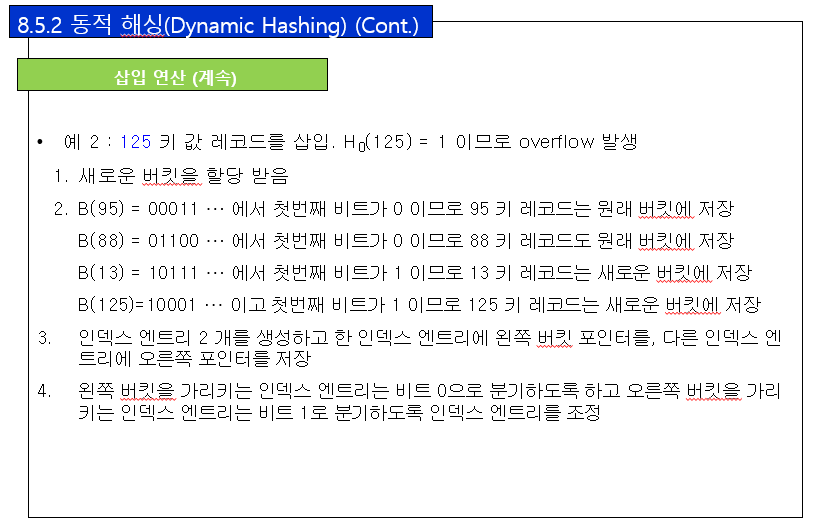 8.5.2 동적 해싱(Dynamic Hashing) (Cont.)
삽입 연산 (계속)
• 예 2 : 125 키 값 레코드를 삽입. H0(125) = 1 이므로 overflow 발생
1. 새로운 버킷을 할당 받음
2. B(95) = 00011 … 에서 첫번째 비트가 0 이므로 95 키 레코드는 원래 버킷에 저장
B(88) = 01100 … 에서 첫번째 비트가 0 이므로 88 키 레코드도 원래 버킷에 저장
B(13) = 10111 … 에서 첫번째 비트가 1 이므로 13 키 레코드는 새로운 버킷에 저장
B(125)=10001 … 이고 첫번째 비트가 1 이므로 125 키 레코드는 새로운 버킷에 저장
3. 인덱스 엔트리 2 개를 생성하고 한 인덱스 엔트리에 왼쪽 버킷 포인터를, 다른 인덱스 엔
트리에 오른쪽 포인터를 저장
4. 왼쪽 버킷을 가리키는 인덱스 엔트리는 비트 0으로 분기하도록 하고 오른쪽 버킷을 가리
키는 인덱스 엔트리는 비트 1로 분기하도록 인덱스 엔트리를 조정